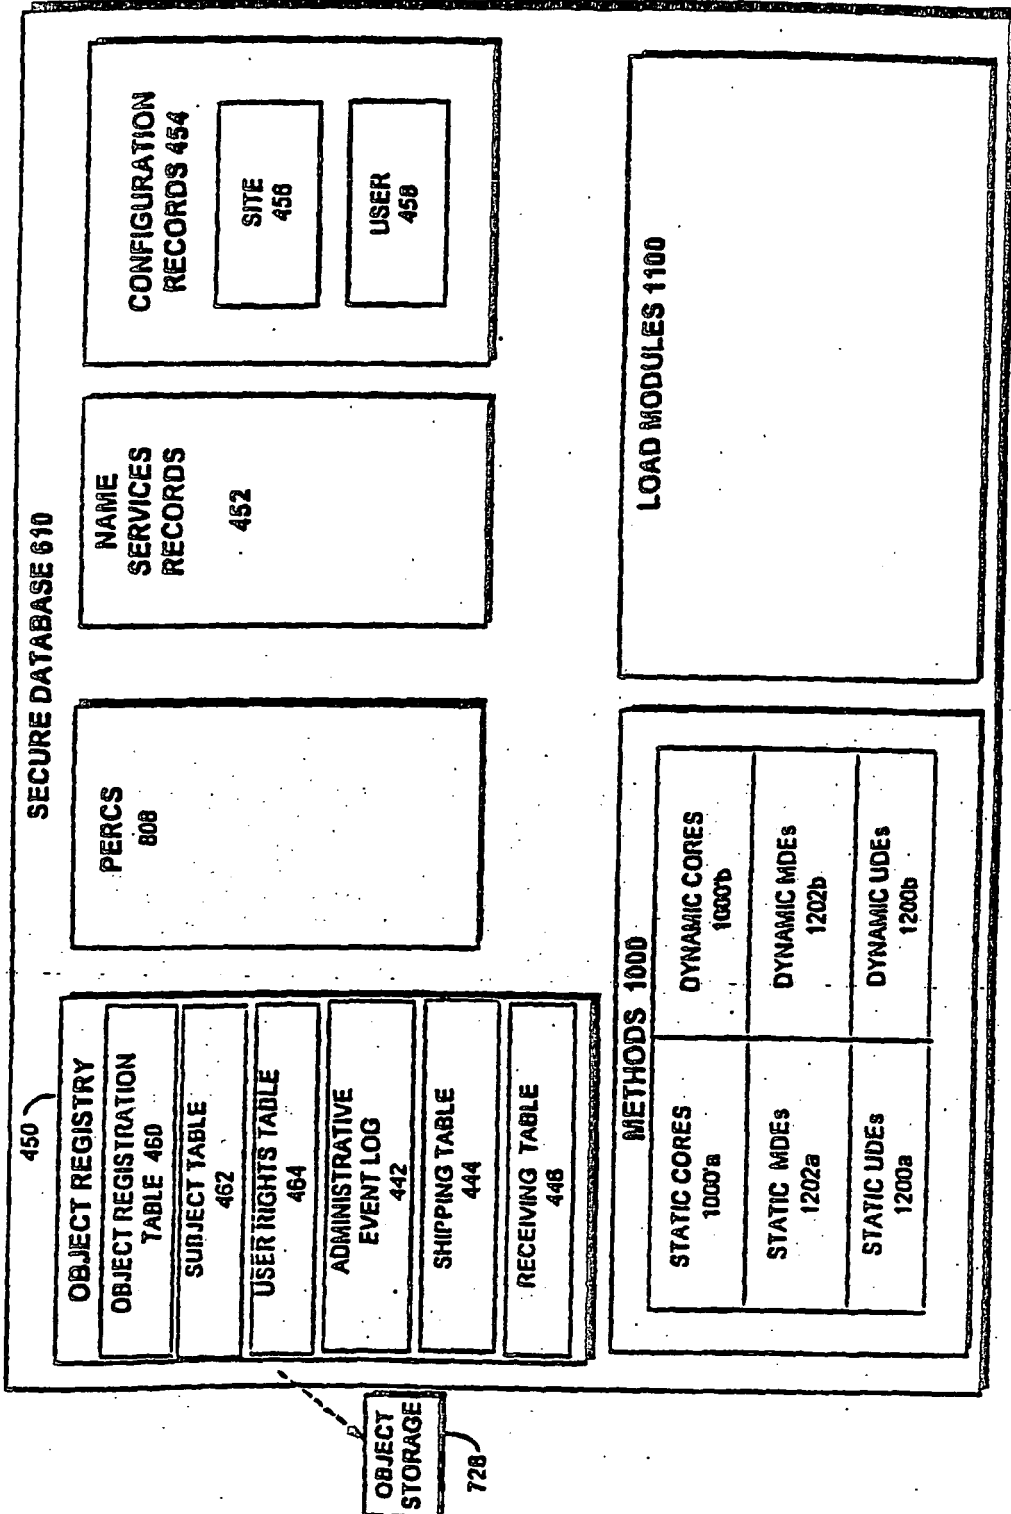 SECURE DATABASE 610
450
OBJECT REGISTRY
OBJECT REGISTRATION
TABLE 460
SUBJECT TABLE
462
USER RIGHTS TABLE
464
ADMINISTRATIVE
EVENT LOG
442
SHIPPING TABLE
444
RECEIVING TABLE
446
PERCS
808
NAME
SERVICES
RECORDS
452
CONFIGURATION
RECORDS 454
SITE
456
USER
458
OBJECT
STORAGE
728
METHODS 1000
STATIC CORES
1000'a
DYNAMIC CORES
1000'b
STATIC MDEs
1202a
DYNAMIC MDEs
1202b
STATIC UDEs
1200a
DYNAMIC UDEs
1200b
LOAD MODULES 1100